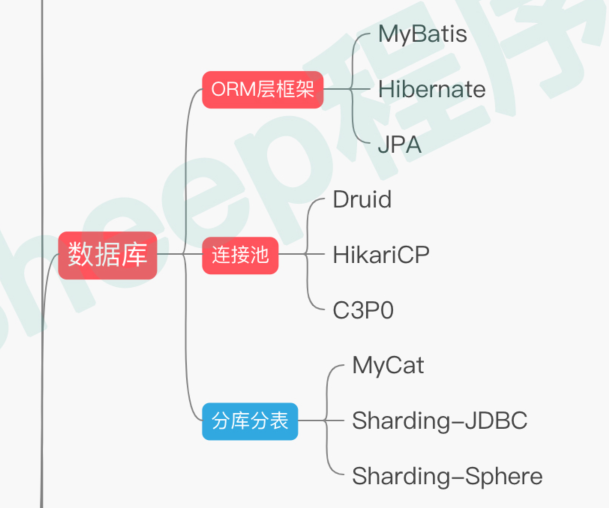 数据库
ORM层框架
MyBatis
Hibernate
JPA
连接池
Druid
HikariCP
C3P0
分库分表
MyCat
Sharding-JDBC
Sharding-Sphere
heep程序